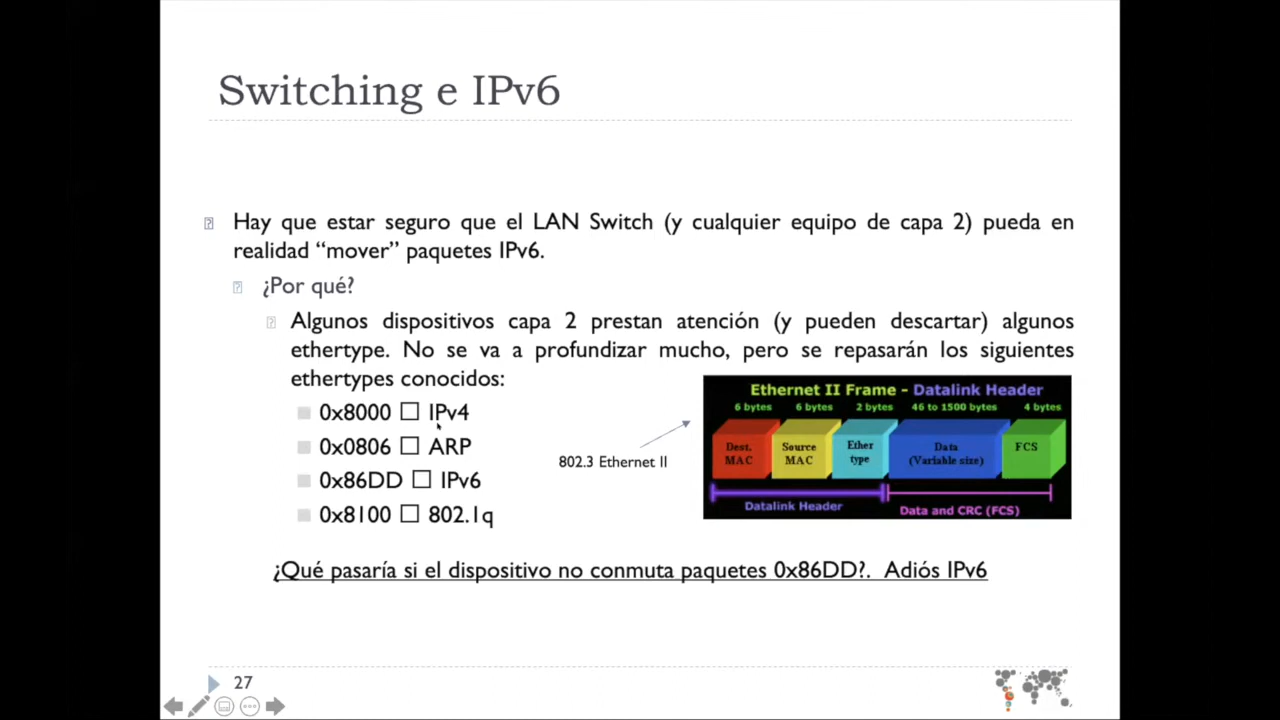 Switching e IPv6
Hay que estar seguro que el LAN Switch (y cualquier equipo de capa 2) pueda en
realidad “mover” paquetes IPv6.
¿Por qué?
Algunos dispositivos capa 2 prestan atención (y pueden descartar) algunos
ethertype. No se va a profundizar mucho, pero se repasarán los siguientes
ethertypes conocidos:
0x8000 □ IPv4
0x0806 □ ARP
0x86DD □ IPv6
0x8100 □ 802.1q
802.3 Ethernet II
Ethernet II Frame - Datalink Header
6 bytes 6 bytes 2 bytes 46 to 1500 bytes 4 bytes
Dest. Source Ether Data FCS
MAC MAC type (Variable size)
Datalink Header Data and CRC (FCS)
¿Qué pasaría si el dispositivo no conmuta paquetes 0x86DD?. Adiós IPv6
27